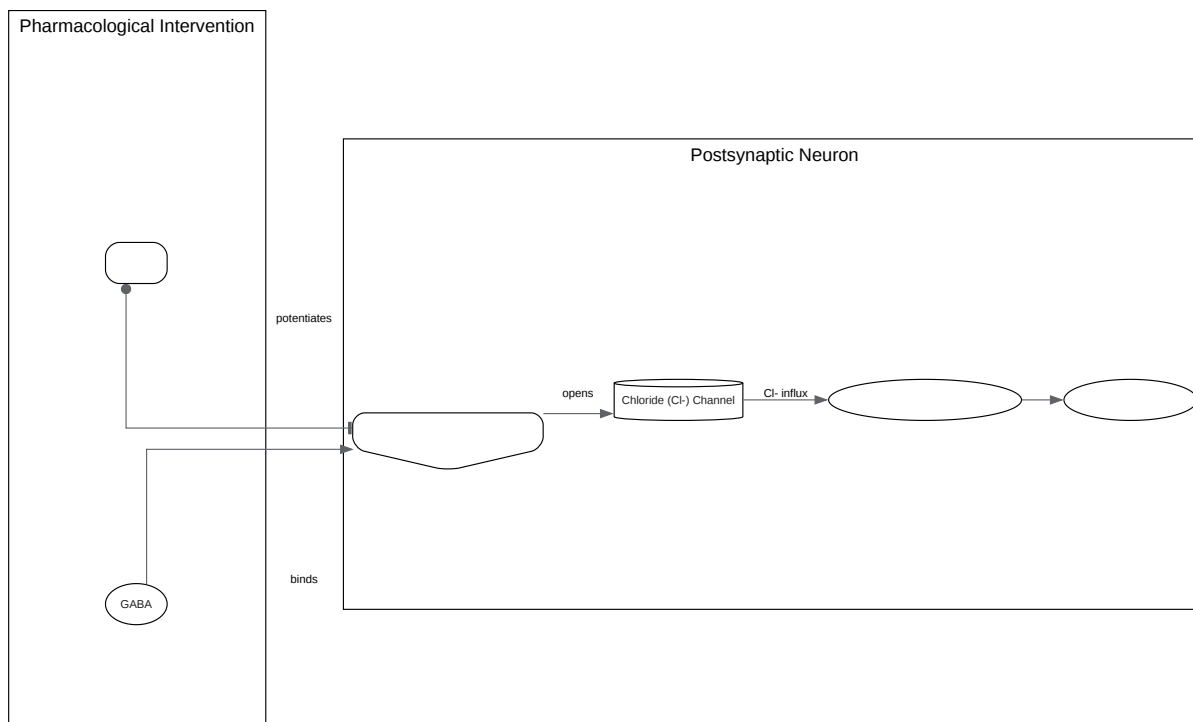 Pharmacological Intervention
Postsynaptic Neuron
potentiates
opens
Chloride (Cl-) Channel
Cl- influx
binds
GABA